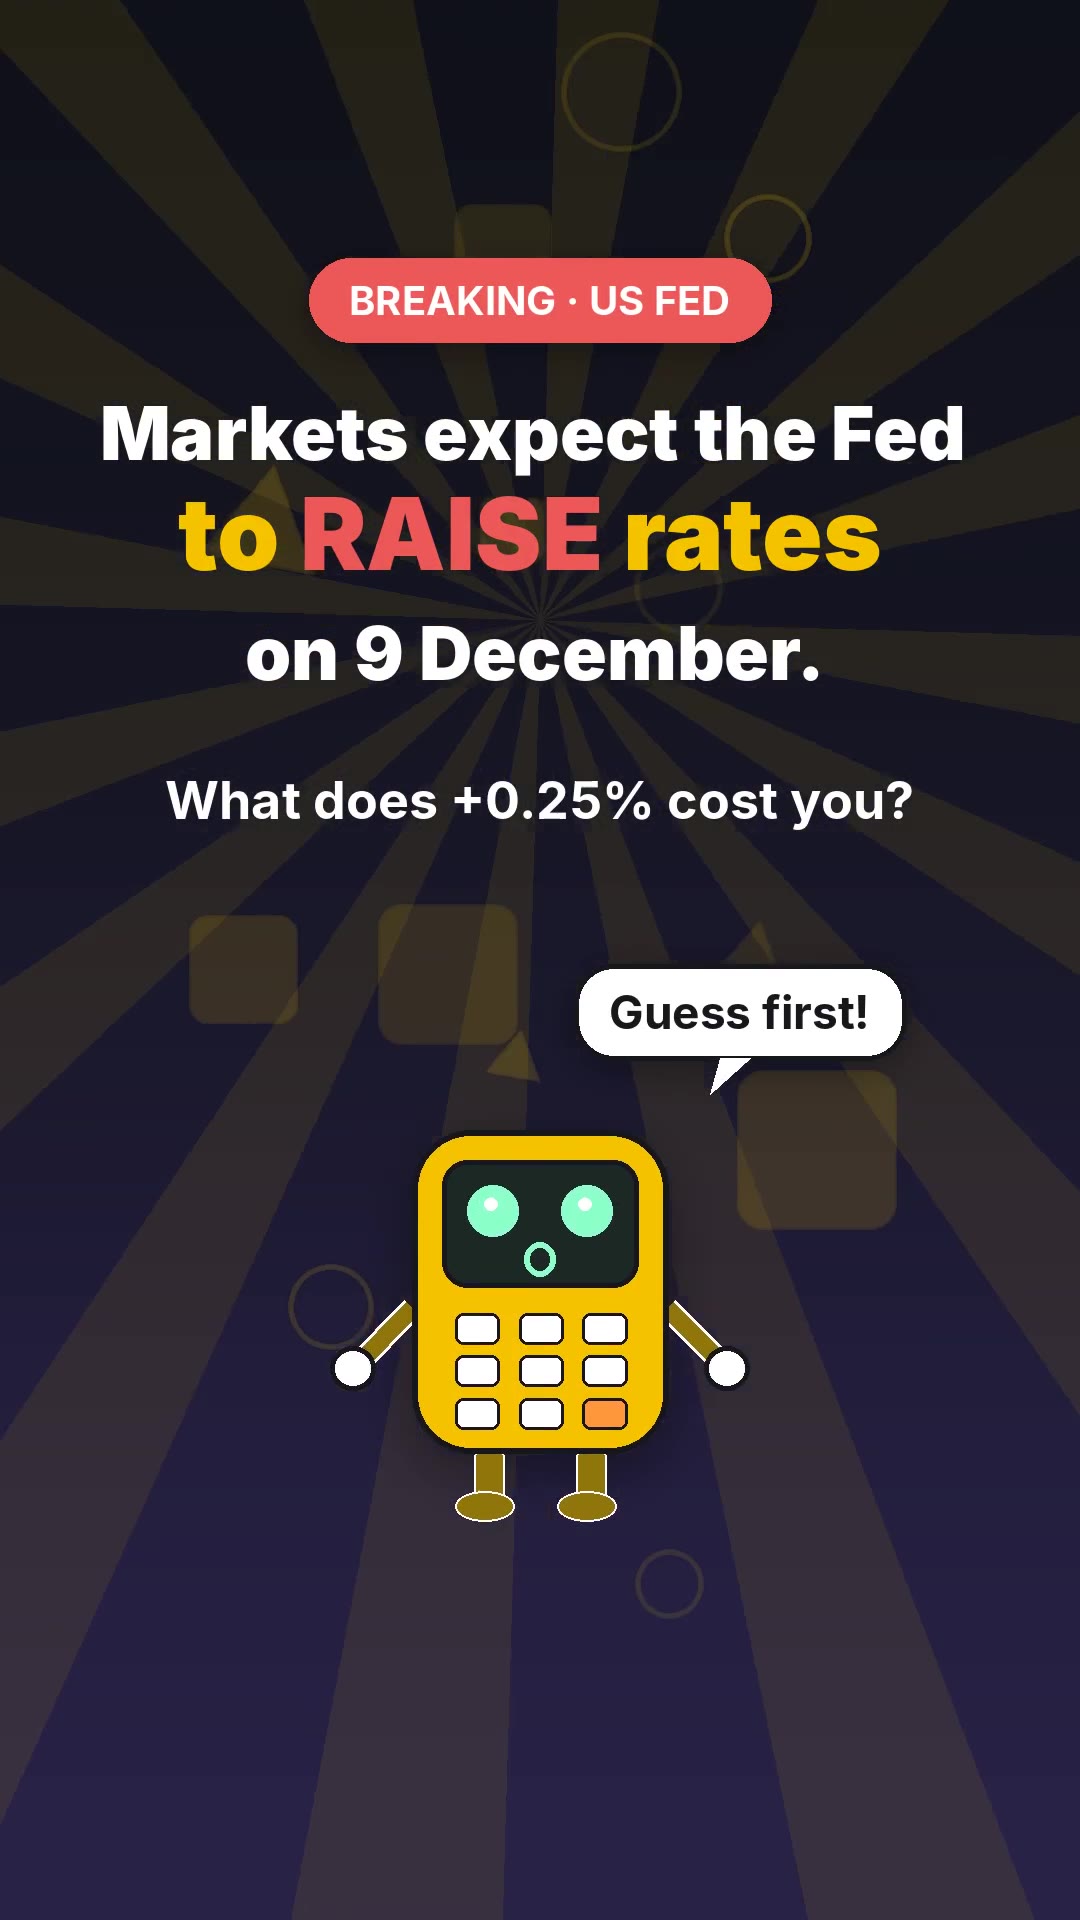 BREAKING · US FED
Markets expect the Fed
to RAISE rates
on 9 December.
What does +0.25% cost you?
Guess first!